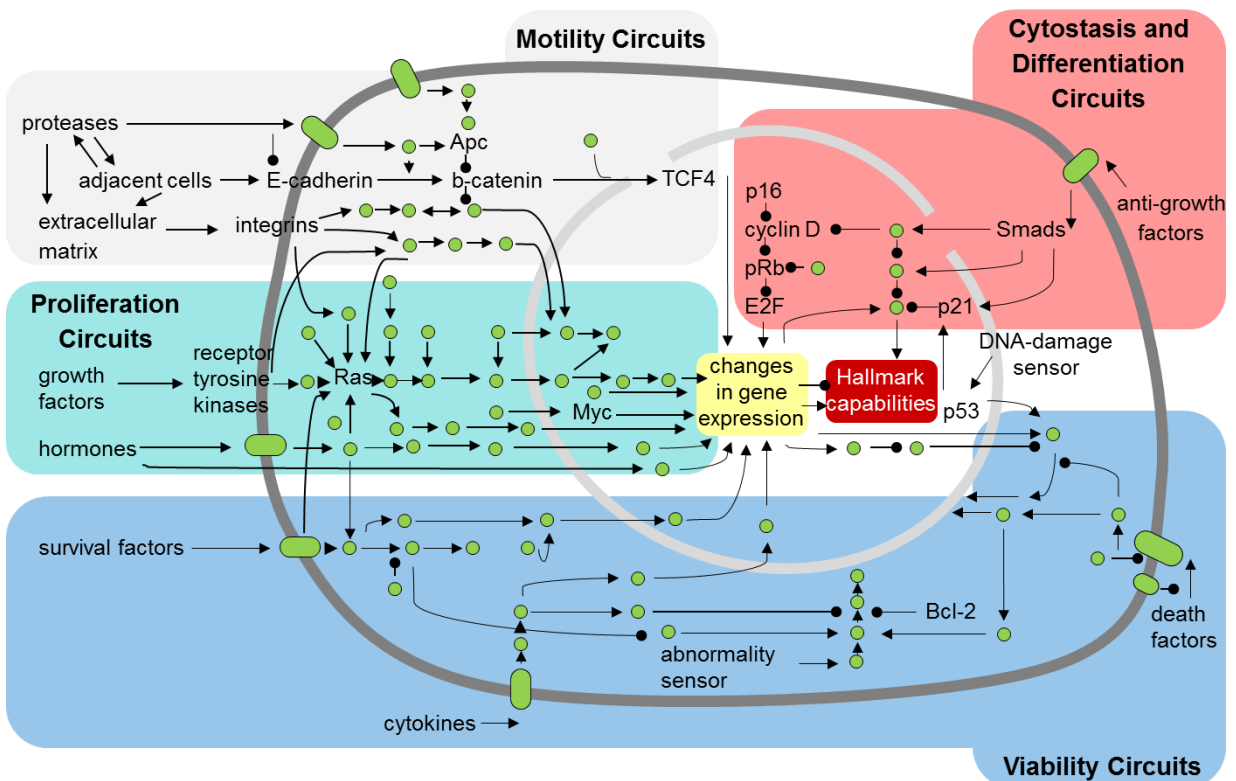 Motility Circuits
Cytostasis and
Differentiation
Circuits
proteases
Apc
adjacent cells
E-cadherin
b-catenin
TCF4
p16
extracellular
matrix
integrins
cyclin D
Smads
anti-growth
factors
pRb
E2F
p21
Proliferation
Circuits
DNA-damage
sensor
growth
factors
receptor
tyrosine
kinases
Ras
Myc
changes
in gene
expression
Hallmark
capabilities
p53
hormones
survival factors
Bcl-2
death
factors
abnormality
sensor
cytokines
Viability Circuits